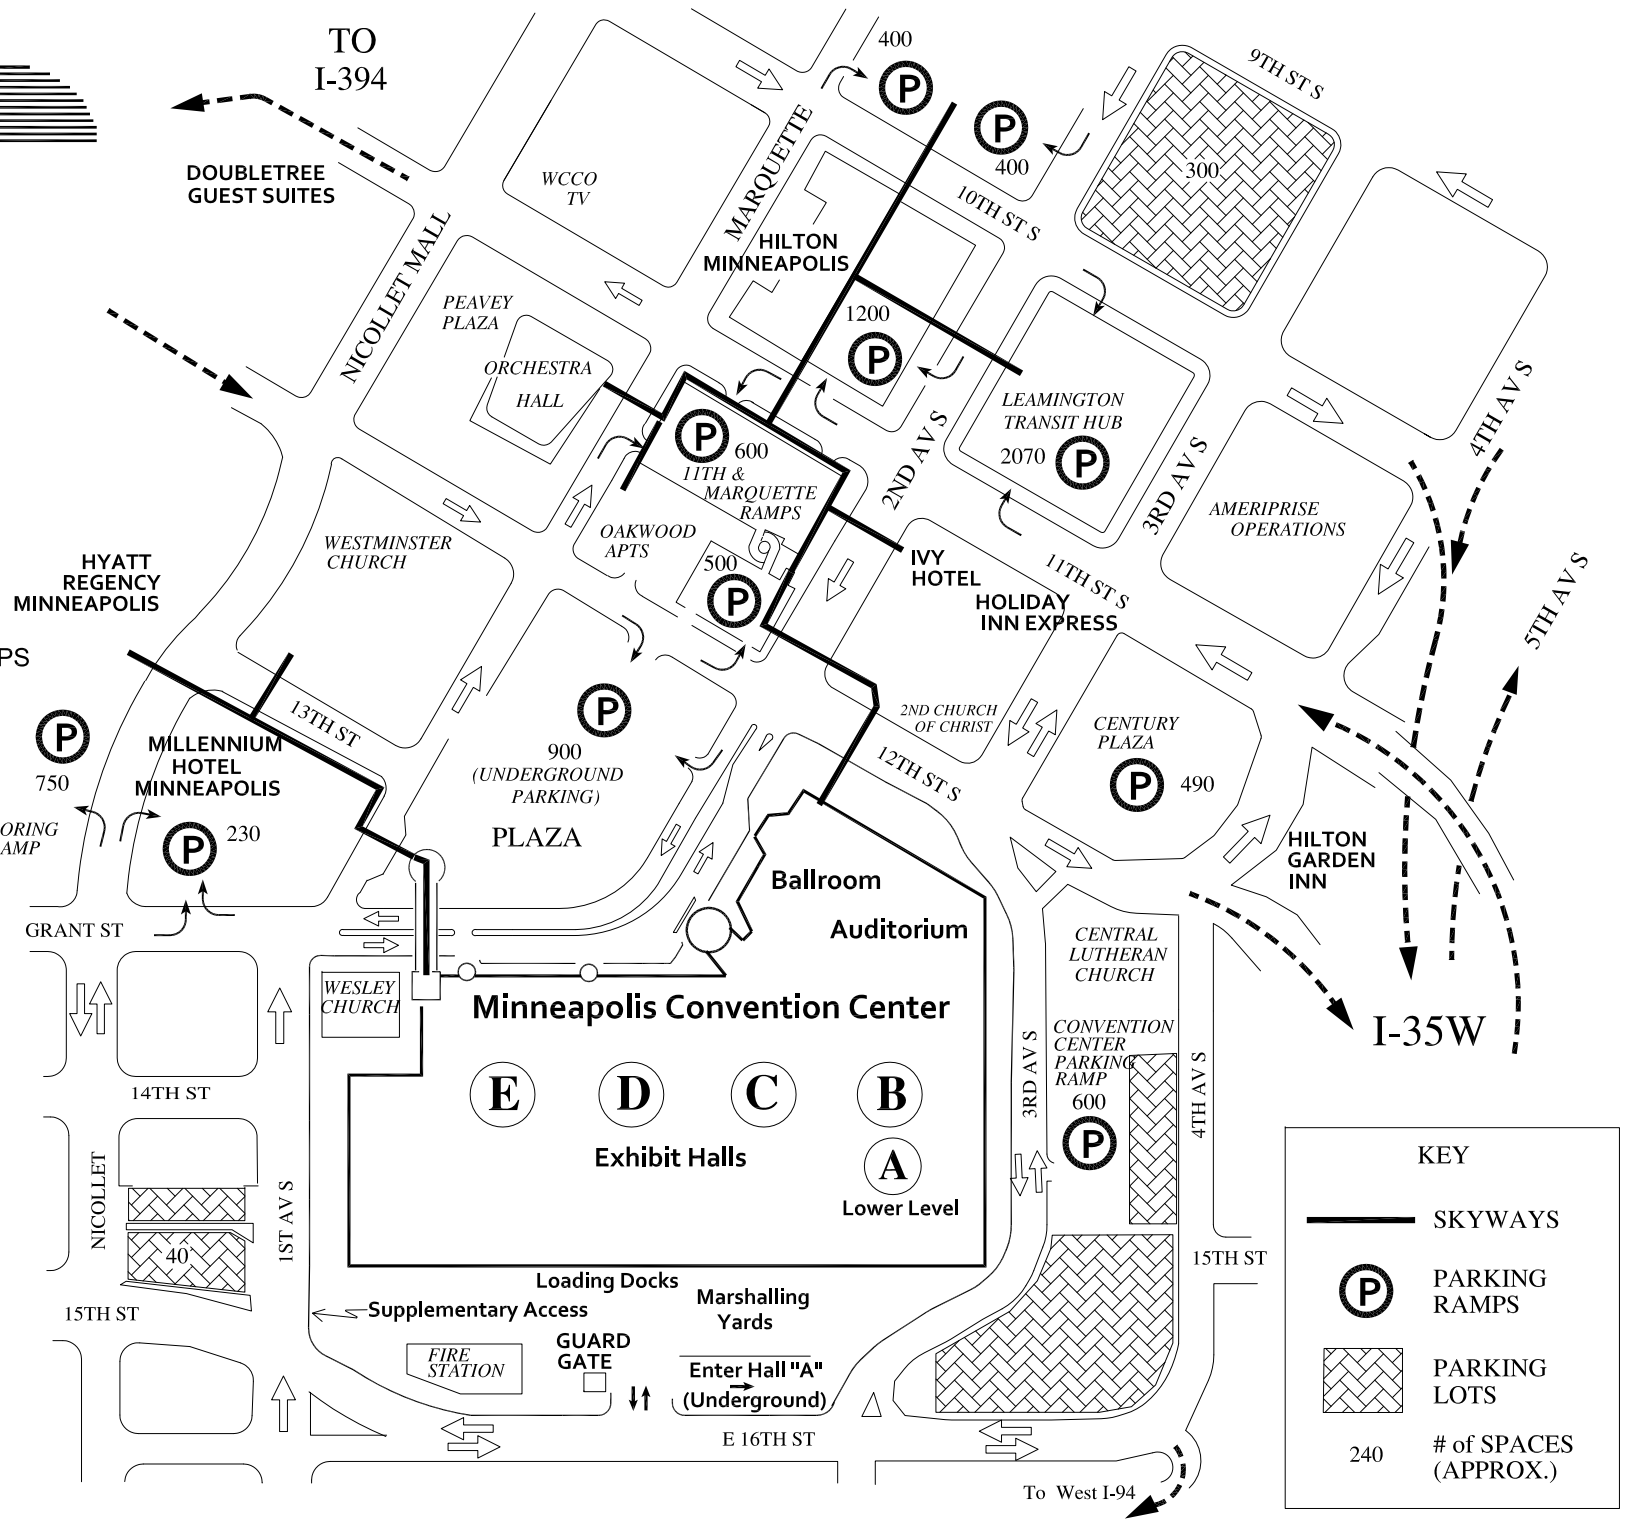 TO
I-394
400
P
P
400
9TH ST S
300
DOUBLETREE
GUEST SUITES
WCCO
TV
MARQUETTE
10TH ST S
HILTON
MINNEAPOLIS
NICOLLET MALL
PEAVEY
PLAZA
1200
P
ORCHESTRA
HALL
LEAMINGTON
TRANSIT HUB
2070
P
4TH AV S
P
600
11TH &
MARQUETTE
RAMPS
2ND AV S
3RD AV S
AMERIPRISE
OPERATIONS
WESTMINSTER
CHURCH
OAKWOOD
APTS
500
P
IVY
HOTEL
11TH ST S
HOLIDAY
INN EXPRESS
5TH AV S
HYATT
REGENCY
MINNEAPOLIS
PS
P
750
13TH ST
P
900
(UNDERGROUND
PARKING)
PLAZA
2ND CHURCH
OF CHRIST
12TH ST S
CENTURY
PLAZA
P
490
MILLENNIUM
HOTEL
MINNEAPOLIS
P
230
ORING
AMP
HILTON
GARDEN
INN
Ballroom
Auditorium
GRANT ST
CENTRAL
LUTHERAN
CHURCH
WESLEY
CHURCH
Minneapolis Convention Center
I-35W
CONVENTION
CENTER
PARKING
RAMP
600
P
3RD AV S
4TH AV S
E
D
C
B
A
Exhibit Halls
Lower Level
14TH ST
NICOLLET
1ST AV S
40
15TH ST
15TH ST
Loading Docks
Supplementary Access
Marshalling
Yards
GUARD
GATE
FIRE
STATION
Enter Hall "A"
(Underground)
E 16TH ST
To West I-94
KEY
SKYWAYS
P
PARKING
RAMPS
PARKING
LOTS
240
# of SPACES
(APPROX.)